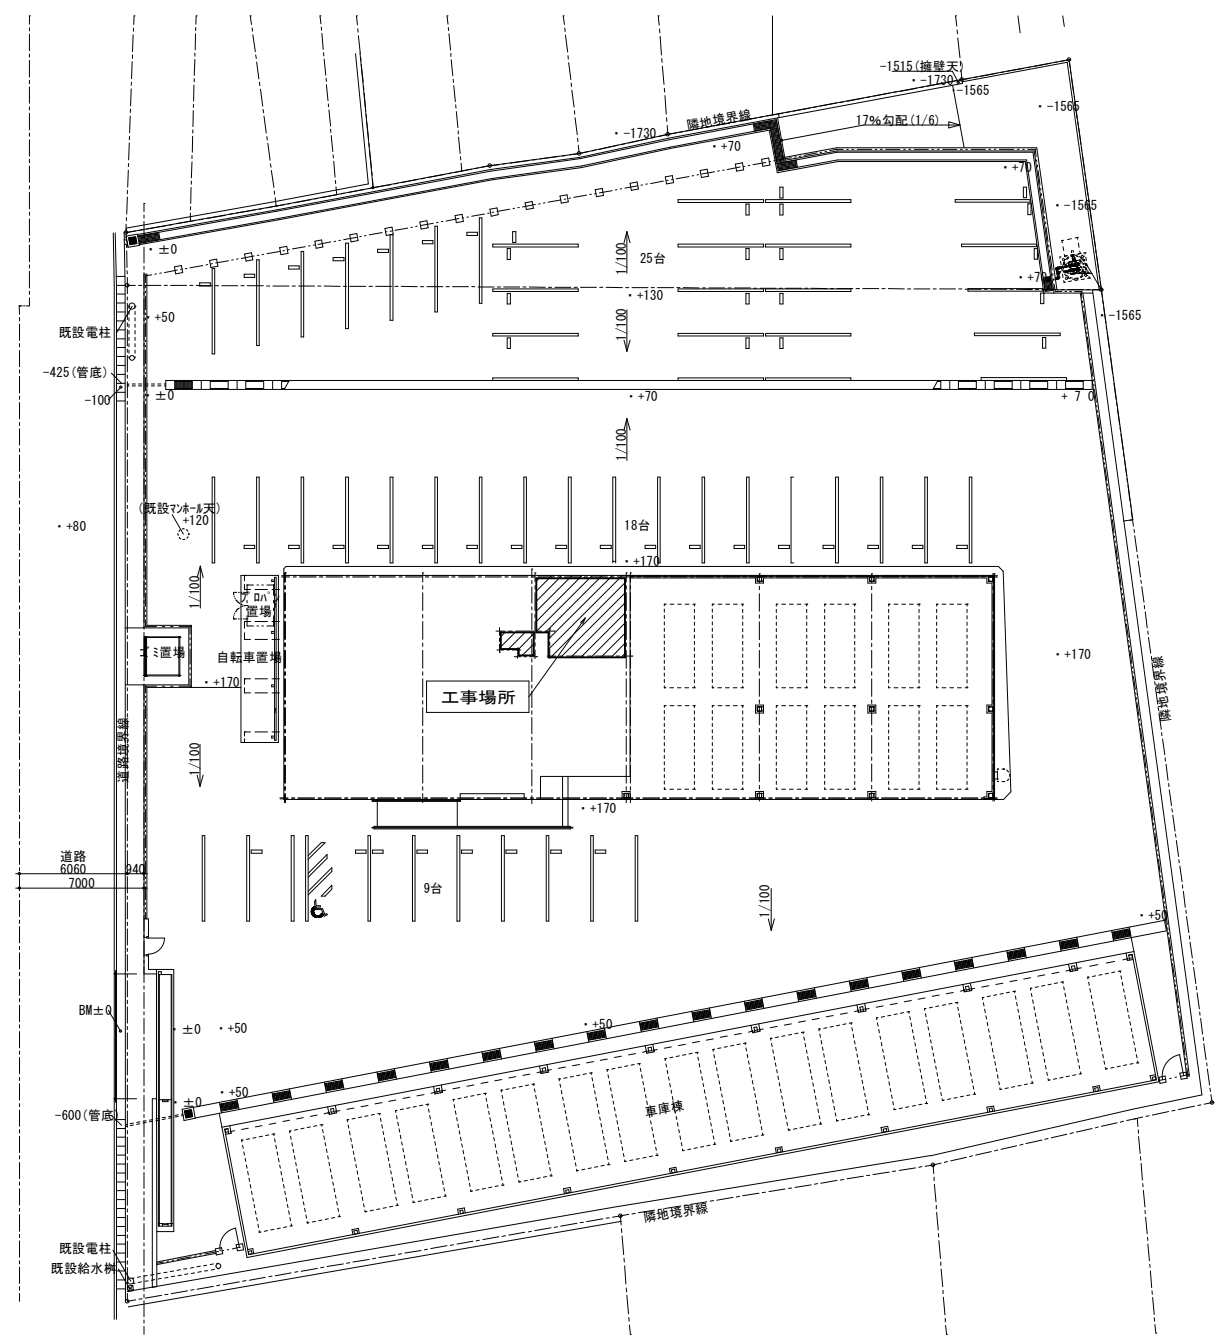 -1515(擁壁天)
-1730
-1565
-1565
隣地境界線
17%勾配(1/6)
-1730
+70
+70
-1565
±0
1/100
25台
+70
+130
+50
-1565
既設電柱
1/100
-425(管底)
-100
±0
+70
+70
1/100
(既設マンホール天)
+120
+80
18台
+170
1/100
置場
ゴミ置場
自転車置場
+170
+170
工事場所
隣地境界線
道路境界線
1/100
+170
道路
6060
940
7000
9台
1/100
+50
BM±0
±0
+50
+50
+50
±0
-600(管底)
車庫棟
隣地境界線
既設電柱
既設給水桝